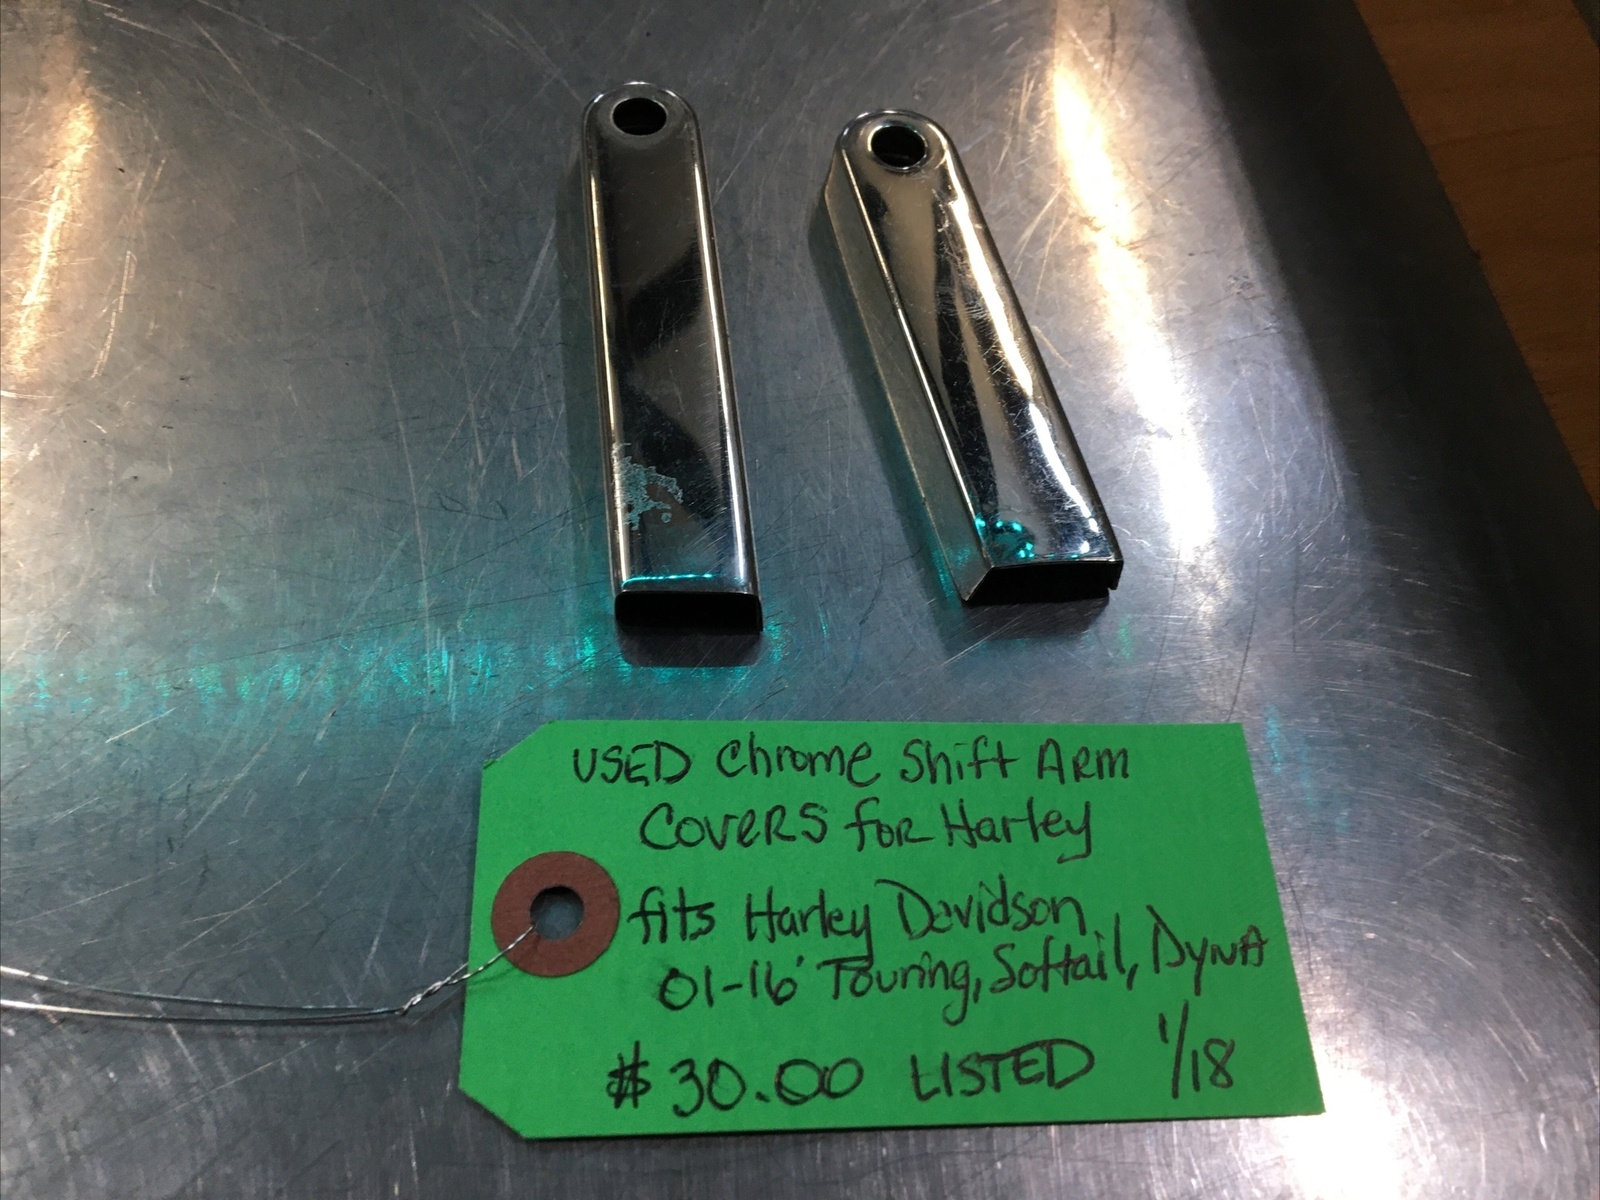 USED Chrome Shift ARM
COVERS for Harley
fits Harley Davidson
01-16' Touring, Softail, DYNA
$30.00 LISTED 1/18